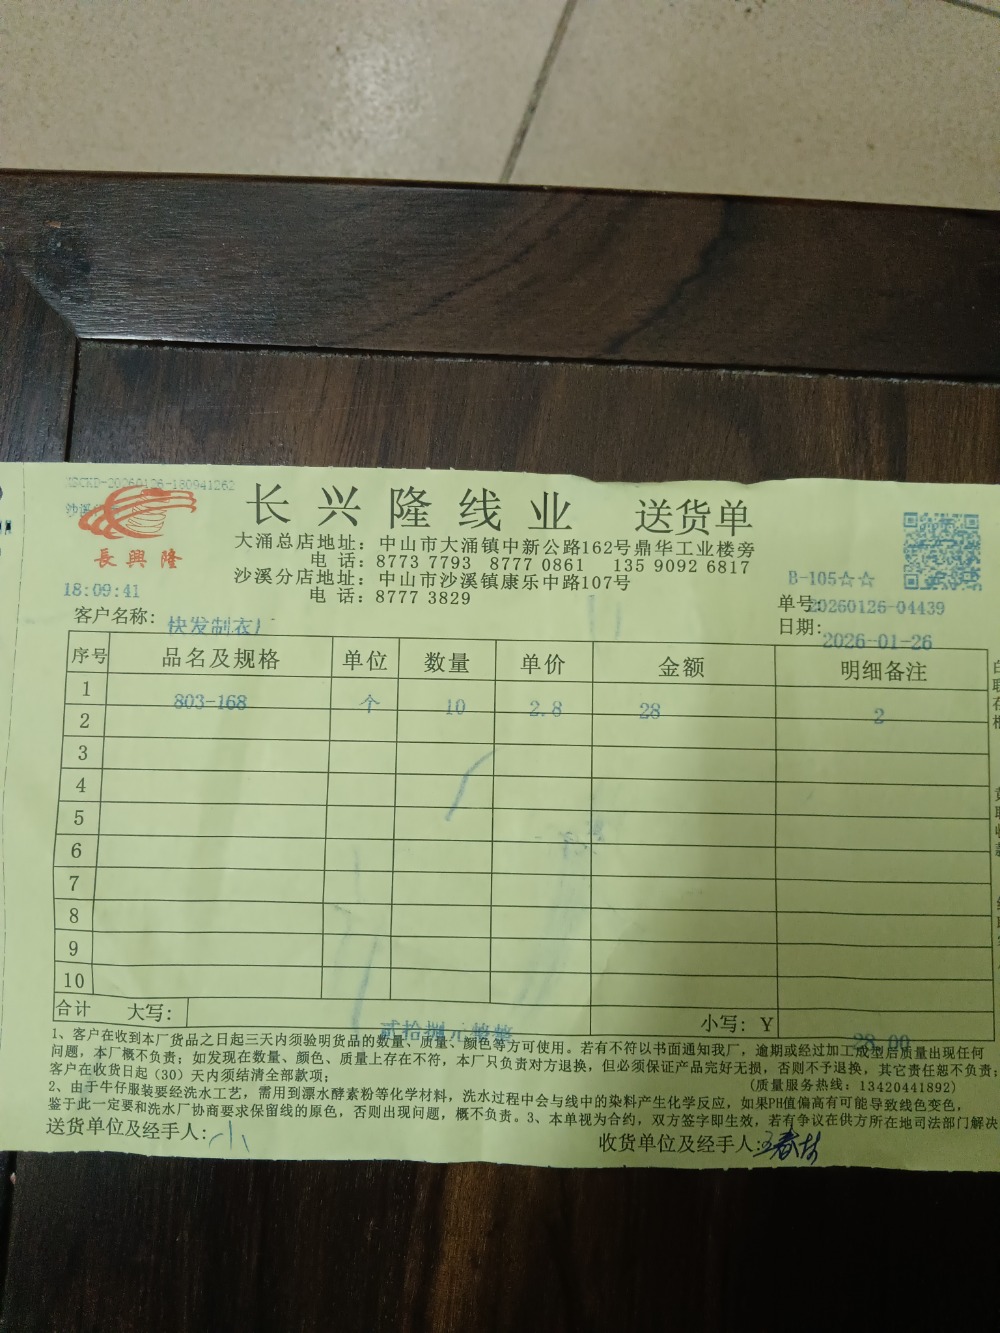 XSCKD-20260126-180941262
长兴隆线业 送货单
沙溪
長興隆
大涌总店地址：中山市大涌镇中新公路162号鼎华工业楼旁
电 话：8773 7793 8777 0861 135 9092 6817
沙溪分店地址：中山市沙溪镇康乐中路107号
电 话：8777 3829
18:09:41
B-105☆☆
单号:20260126-04439
客户名称：快发制衣厂
日期:2026-01-26
序号 品名及规格 单位 数量 单价 金额 明细备注
1
803-168 个 10 2.8 28 2
2
3
4
5
6
7
8
9
10
合计 大写： 贰拾捌元整 小写：Y 28.00
1、客户在收到本厂货品之日起三天内须验明货品的数量、质量、颜色等方可使用。若有不符以书面通知我厂，逾期或经过加工成型后质量出现任何
问题，本厂概不负责；如发现在数量、颜色、质量上存在不符，本厂只负责对方退换，但必须保证产品完好无损，否则不予退换，其它责任恕不负责；
客户在收货日起(30)天内须结清全部款项； (质量服务热线：13420441892)
2、由于牛仔服装要经洗水工艺，需用到漂水酵素粉等化学材料，洗水过程中会与线中的染料产生化学反应，如果PH值偏高有可能导致线色变色，
鉴于此一定要和洗水厂协商要求保留线的原色，否则出现问题，概不负责。3、本单视为合约，双方签字即生效，若有争议在供方所在地司法部门解决
送货单位及经手人: 收货单位及经手人: